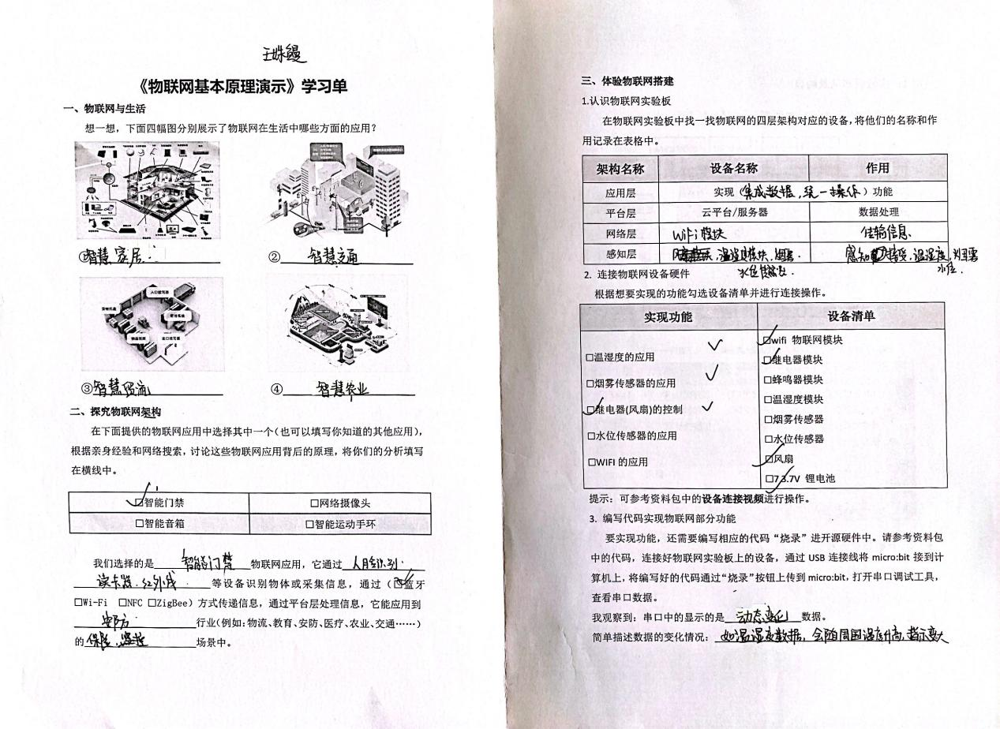 王姝鳗
《物联网基本原理演示》学习单
一、物联网与生活
想一想，下面四幅图分别展示了物联网在生活中哪些方面的应用？
①智慧家居
②智慧交通
入口读写器
货物托盘
管理系统
物品货架
出口读写器
③智慧物流
④智慧农业
二、探究物联网架构
在下面提供的物联网应用中选择其中一个（也可以填写你知道的其他应用），
根据亲身经验和网络搜索，讨论这些物联网应用背后的原理，将你们的分析填写
在横线中。
☑智能门禁 □网络摄像头
□智能音箱 □智能运动手环
我们选择的是 智能门禁 物联网应用，它通过 人脸识别
读卡器，红外线 等设备识别物体或采集信息，通过（☑蓝牙
□Wi-Fi □NFC □ZigBee）方式传递信息，通过平台层处理信息，它能应用到
安防 行业（例如：物流、教育、安防、医疗、农业、交通……）
的 保险，监控 场景中。
三、体验物联网搭建
1.认识物联网实验板
在物联网实验板中找一找物联网的四层架构对应的设备，将他们的名称和作
用记录在表格中。
架构名称 设备名称 作用
应用层 实现（集成数据，统一操作）功能
平台层 云平台/服务器 数据处理
网络层 WiFi模块 传输信息
感知层 温湿度模块，烟雾， 感知 接受，温湿度，烟雾
水位传感器. 水位.
2. 连接物联网设备硬件
根据想要实现的功能勾选设备清单并进行连接操作。
实现功能 设备清单
□温湿度的应用 ✓
□烟雾传感器的应用 ✓
☑继电器(风扇)的控制 ✓
□水位传感器的应用
□WIFI 的应用
☑wifi 物联网模块
☑继电器模块
□蜂鸣器模块
□温湿度模块
□烟雾传感器
□水位传感器
☑风扇
☑7.3.7V 锂电池
提示：可参考资料包中的设备连接视频进行操作。
3. 编写代码实现物联网部分功能
要实现功能，还需要编写相应的代码“烧录”进开源硬件中。请参考资料包
中的代码，连接好物联网实验板上的设备，通过 USB 连接线将 micro:bit 接到计
算机上，将编写好的代码通过“烧录”按钮上传到 micro:bit，打开串口调试工具，
查看串口数据。
我观察到：串口中的显示的是 动态变化 数据。
简单描述数据的变化情况： 如温湿度数据，会随周围温度升高，指示变大